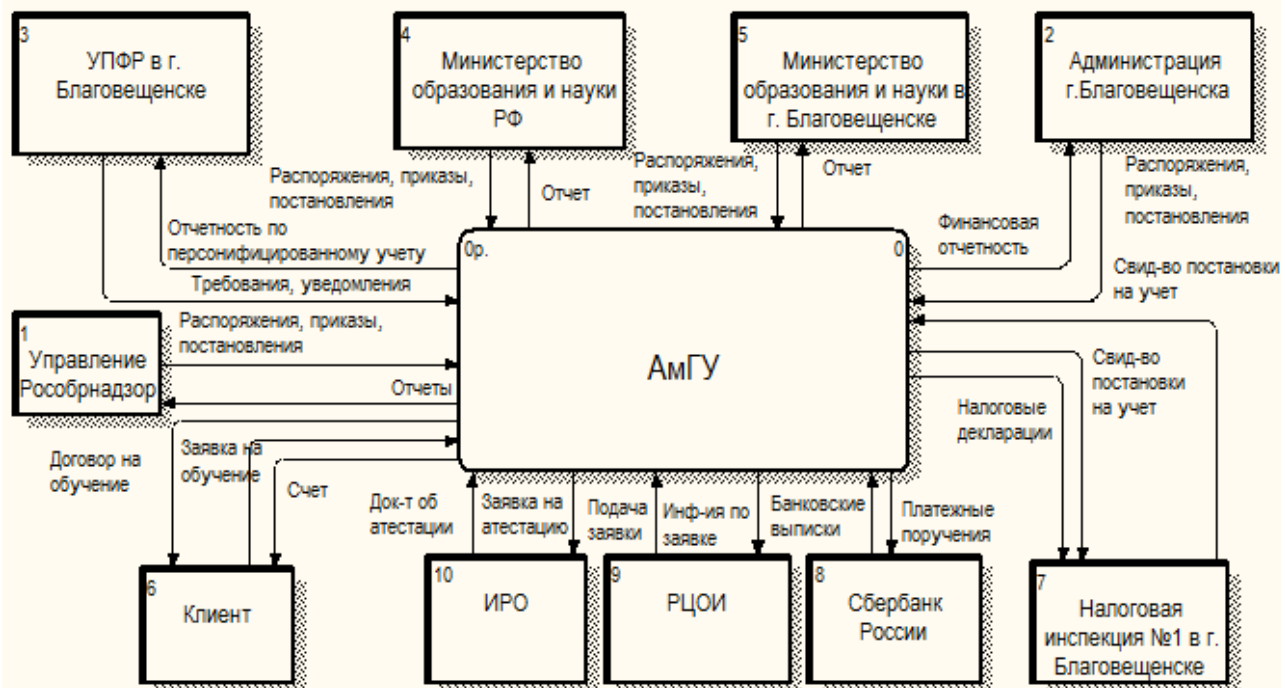 3
УПФР в г.
Благовещенске
4
Министерство
образования и науки
РФ
5
Министерство
образования и науки в
г. Благовещенске
2
Администрация
г.Благовещенска
Распоряжения, приказы,
постановления
Отчет
Распоряжения,
приказы,
постановления
Отчет
Распоряжения,
приказы,
постановления
Отчетность по
персонифицированному учету
Финансовая
отчетность
0р.
0
АмГУ
Требования, уведомления
Свид-во постановки
на учет
1
Управление
Рособрнадзор
Распоряжения, приказы,
постановления
Отчеты
Свид-во
постановки
на учет
Налоговые
декларации
Договор на
обучение
Заявка на
обучение
Счет
Док-т об
атестации
Заявка на
атестацию
Подача
заявки
Инф-ия по
заявке
Банковские
выписки
Платежные
поручения
6
Клиент
10
ИРО
9
РЦОИ
8
Сбербанк
России
7
Налоговая
инспекция №1 в г.
Благовещенске